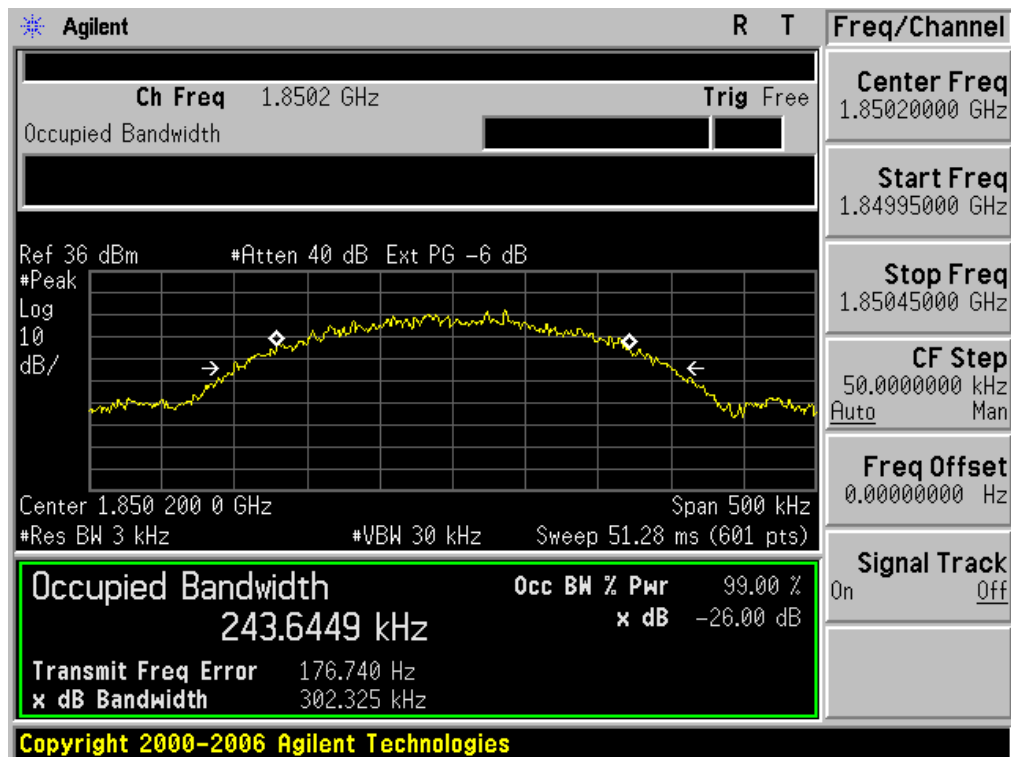 Agilent R T
Ch Freq 1.8502 GHz Trig Free
Occupied Bandwidth
Ref 36 dBm #Atten 40 dB Ext PG -6 dB
#Peak
Log
10
dB/
Center 1.850 200 0 GHz Span 500 kHz
#Res BW 3 kHz #VBW 30 kHz Sweep 51.28 ms (601 pts)
Occupied Bandwidth Occ BW % Pwr 99.00 %
243.6449 kHz x dB -26.00 dB
Transmit Freq Error 176.740 Hz
x dB Bandwidth 302.325 kHz
Copyright 2000-2006 Agilent Technologies
Freq/Channel
Center Freq
1.85020000 GHz
Start Freq
1.84995000 GHz
Stop Freq
1.85045000 GHz
CF Step
50.0000000 kHz
Auto Man
Freq Offset
0.00000000 Hz
Signal Track
On Off